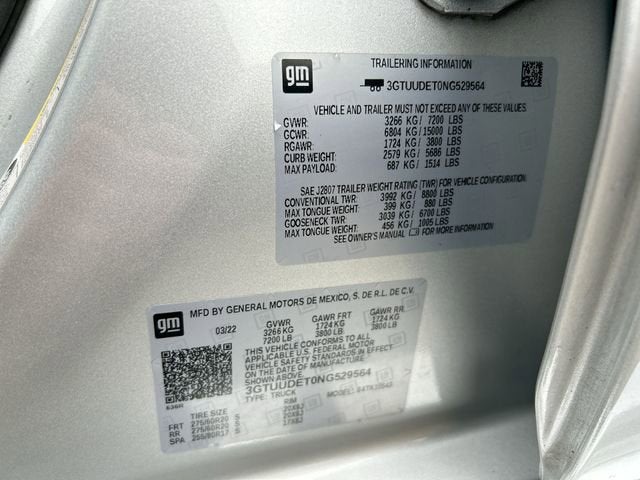 gm
TRAILERING INFORMATION
3GTUUDET0NG529564
VEHICLE AND TRAILER MUST NOT EXCEED ANY OF THESE VALUES.
GVWR: 3266 KG/ 7200 LBS
GCWR: 6804 KG/ 15000 LBS
RGAWR: 1724 KG/ 3800 LBS
CURB WEIGHT: 2579 KG/ 5686 LBS
MAX PAYLOAD: 687 KG/ 1514 LBS
SAE J2807 TRAILER WEIGHT RATING (TWR) FOR VEHICLE CONFIGURATION.
CONVENTIONAL TWR: 3992 KG/ 8800 LBS
MAX TONGUE WEIGHT: 399 KG/ 880 LBS
GOOSENECK TWR: 3039 KG/ 6700 LBS
MAX TONGUE WEIGHT: 456 KG/ 1005 LBS
SEE OWNER'S MANUAL FOR MORE INFORMATION
gm
MFD BY GENERAL MOTORS DE MEXICO, S. DE R.L. DE C.V.
03/22 GVWR GAWR FRT GAWR RR
3266 KG 1724 KG 1724 KG
7200 LB 3800 LB 3800 LB
THIS VEHICLE CONFORMS TO ALL
APPLICABLE U.S. FEDERAL MOTOR
VEHICLE SAFETY STANDARDS IN EFFECT
ON THE DATE OF MANUFACTURE
SHOWN ABOVE.
3GTUUDET0NG529564
TYPE: TRUCK MODEL:
TIRE SIZE RIM
FRT 275/60R20 S 20X9J
RR 275/60R20 S 20X9J
SPA 255/80R17 S 17X8J